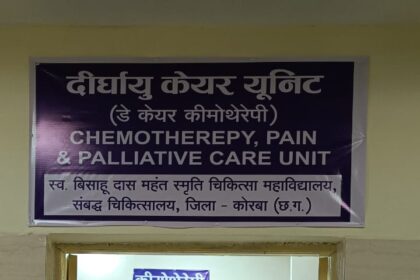 दीर्घायु केयर यूनिट
(डे केयर कीमोथेरेपी)
CHEMOTHEREPY, PAIN
& PALLIATIVE CARE UNIT
स्व. बिसाहू दास महंत स्मृति चिकित्सा महाविद्यालय,
संबद्ध चिकित्सालय, जिला - कोरबा (छ.ग.)
कीमोथेरेपी